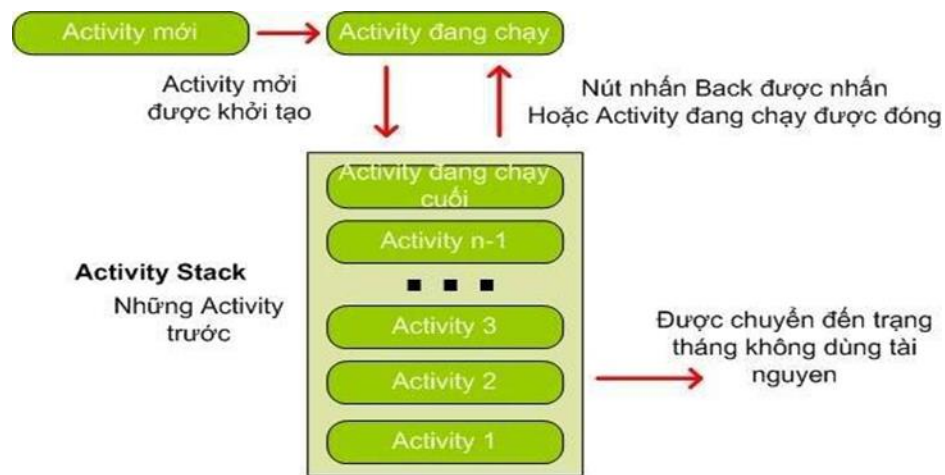 Activity mới
Activity đang chạy
Activity mởi
được khởi tạo
Nút nhấn Back được nhấn
Hoặc Activity đang chạy được đóng
Activity đang chạy
cuối
Activity n-1
Activity Stack
Những Activity
trước
Activity 3
Activity 2
Activity 1
Được chuyển đến trạng
tháng không dùng tài
nguyen